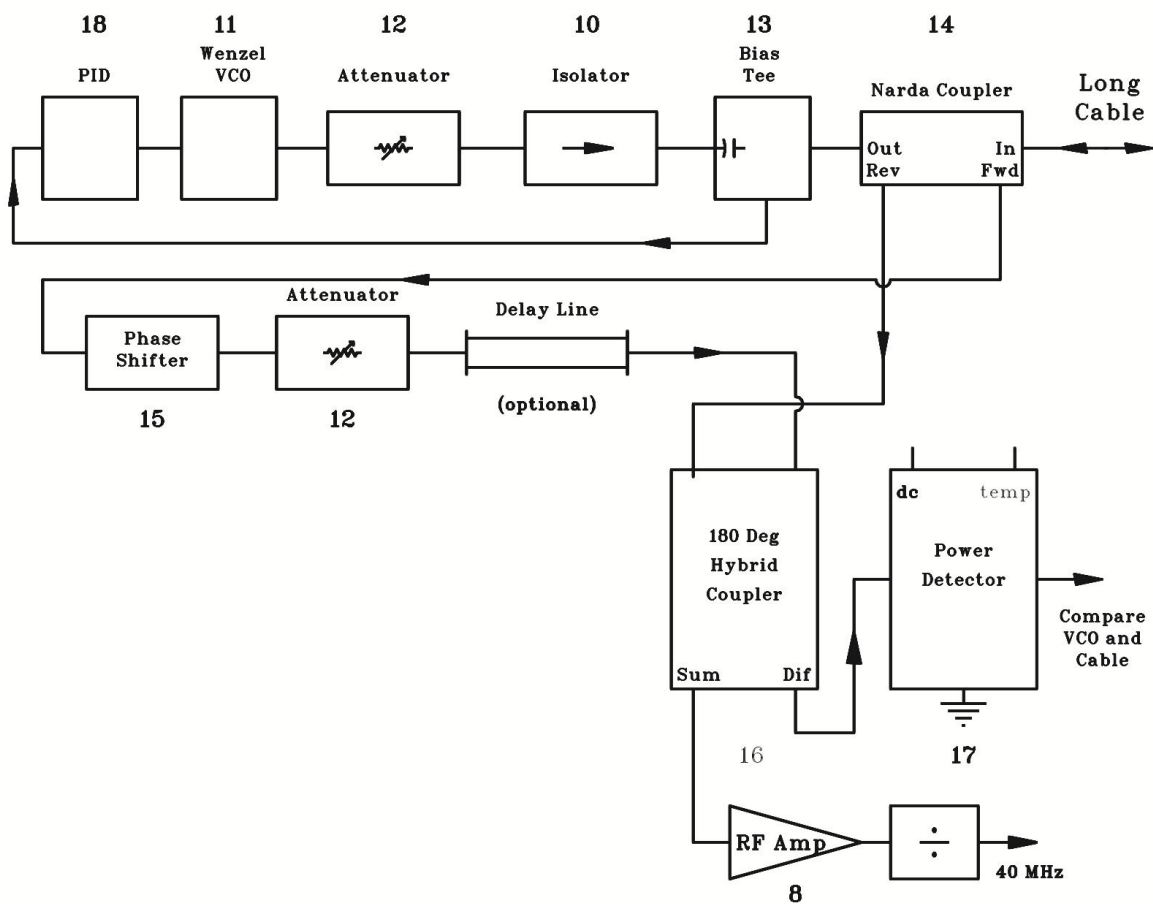 18
11
12
10
13
14
PID
Wenzel
VCO
Attenuator
Isolator
Bias
Tee
Narda Coupler
Long
Cable
Out
In
Rev
Fwd
Attenuator
Delay Line
Phase
Shifter
(optional)
15
12
dc
temp
180 Deg
Hybrid
Coupler
Power
Detector
Compare
VCO and
Cable
Sum
Dif
16
17
RF Amp
÷
40 MHz
8